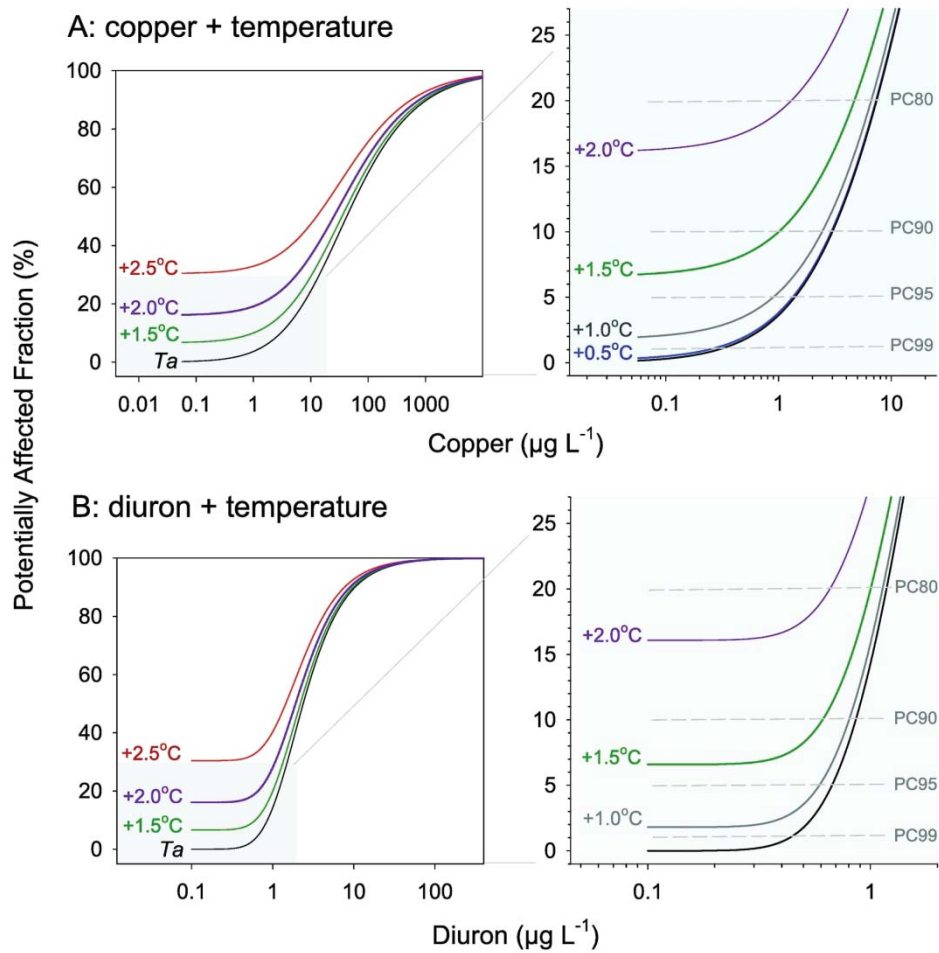 A: copper + temperature
Potentially Affected Fraction (%)
100
80
60
40
20
0
+2.5°C
+2.0°C
+1.5°C
Ta
0.01 0.1 1 10 100 1000
25
20
15
10
5
0
+2.0°C
+1.5°C
+1.0°C
+0.5°C
PC80
PC90
PC95
PC99
0.1 1 10
Copper (µg L⁻¹)
B: diuron + temperature
100
80
60
40
20
0
+2.5°C
+2.0°C
+1.5°C
Ta
0.1 1 10 100
25
20
15
10
5
0
+2.0°C
+1.5°C
+1.0°C
PC80
PC90
PC95
PC99
0.1 1
Diuron (µg L⁻¹)